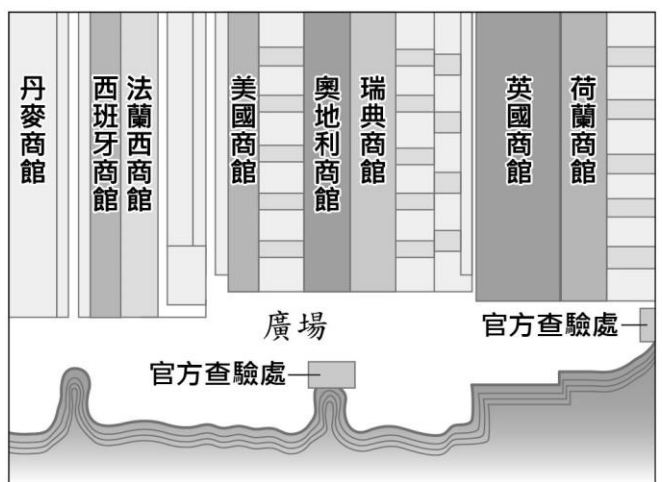 丹麥商館
西班牙商館
法蘭西商館
美國商館
奧地利商館
瑞典商館
英國商館
荷蘭商館
廣場
官方查驗處
官方查驗處